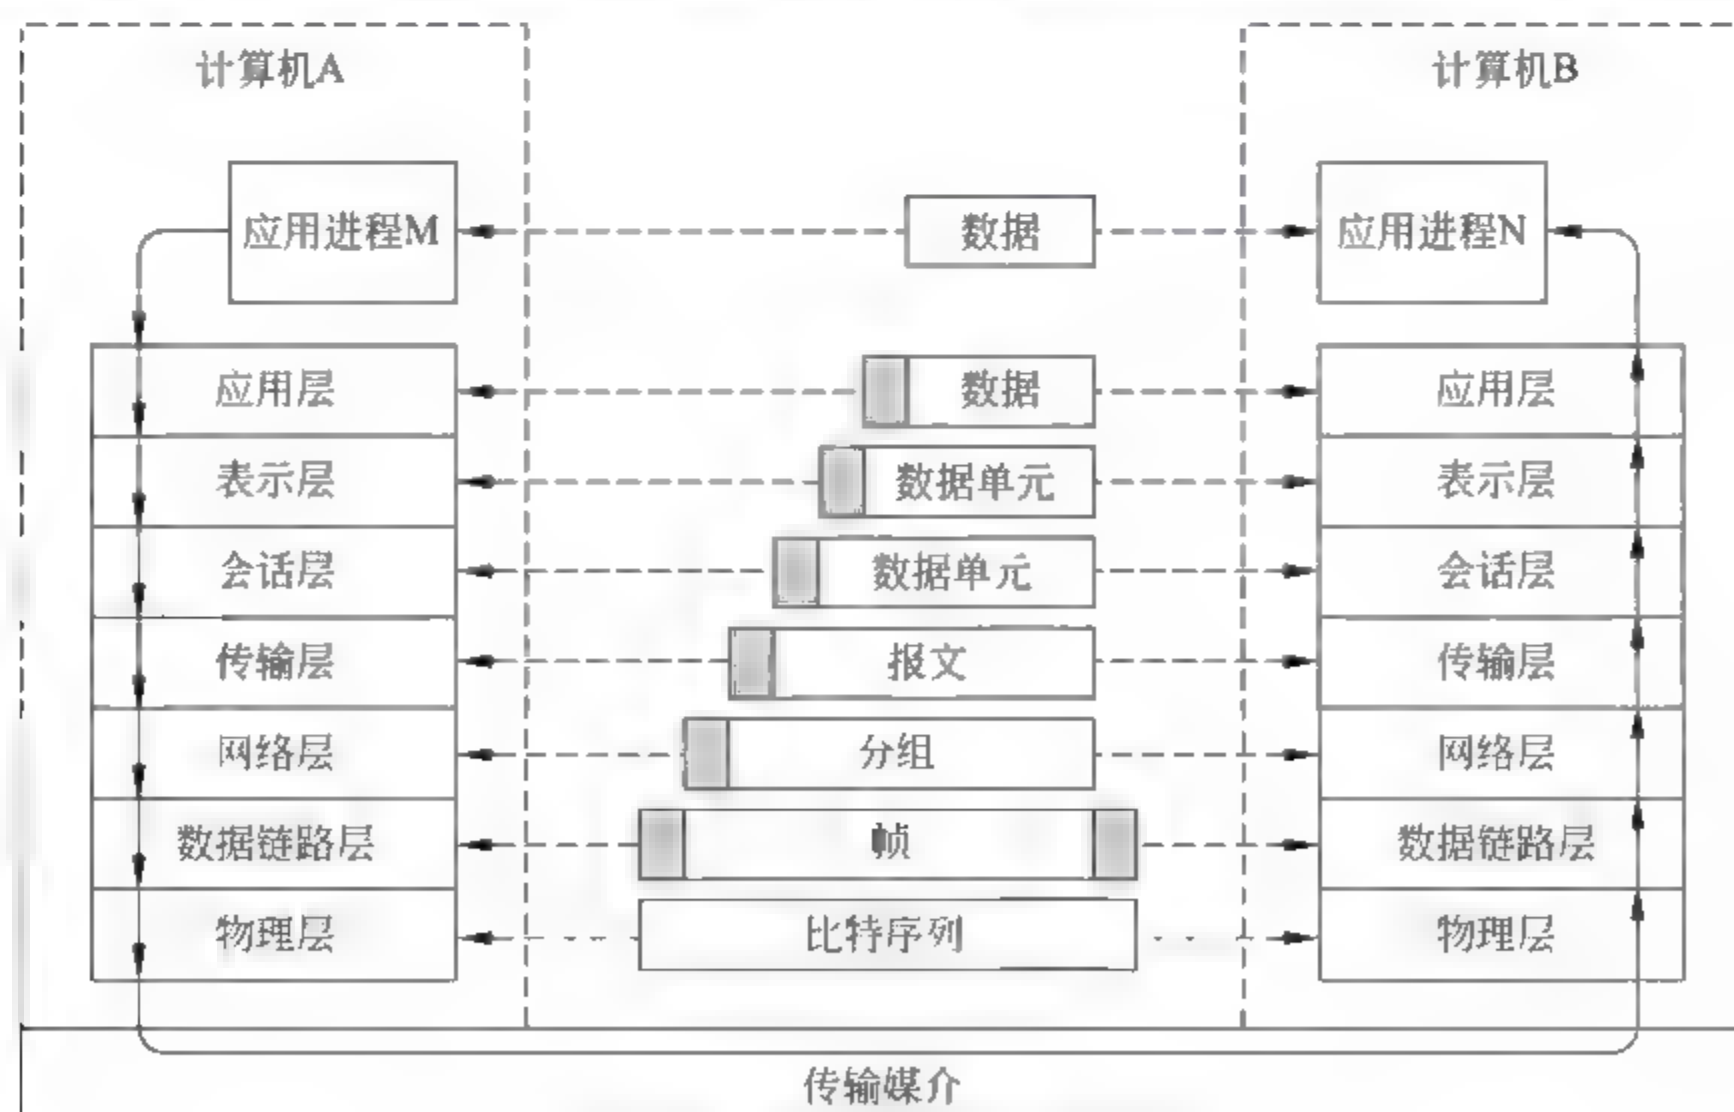 计算机A
计算机B
应用进程M
数据
应用进程N
应用层
数据
应用层
表示层
数据单元
表示层
会话层
数据单元
会话层
传输层
报文
传输层
网络层
分组
网络层
数据链路层
帧
数据链路层
物理层
比特序列
物理层
传输媒介